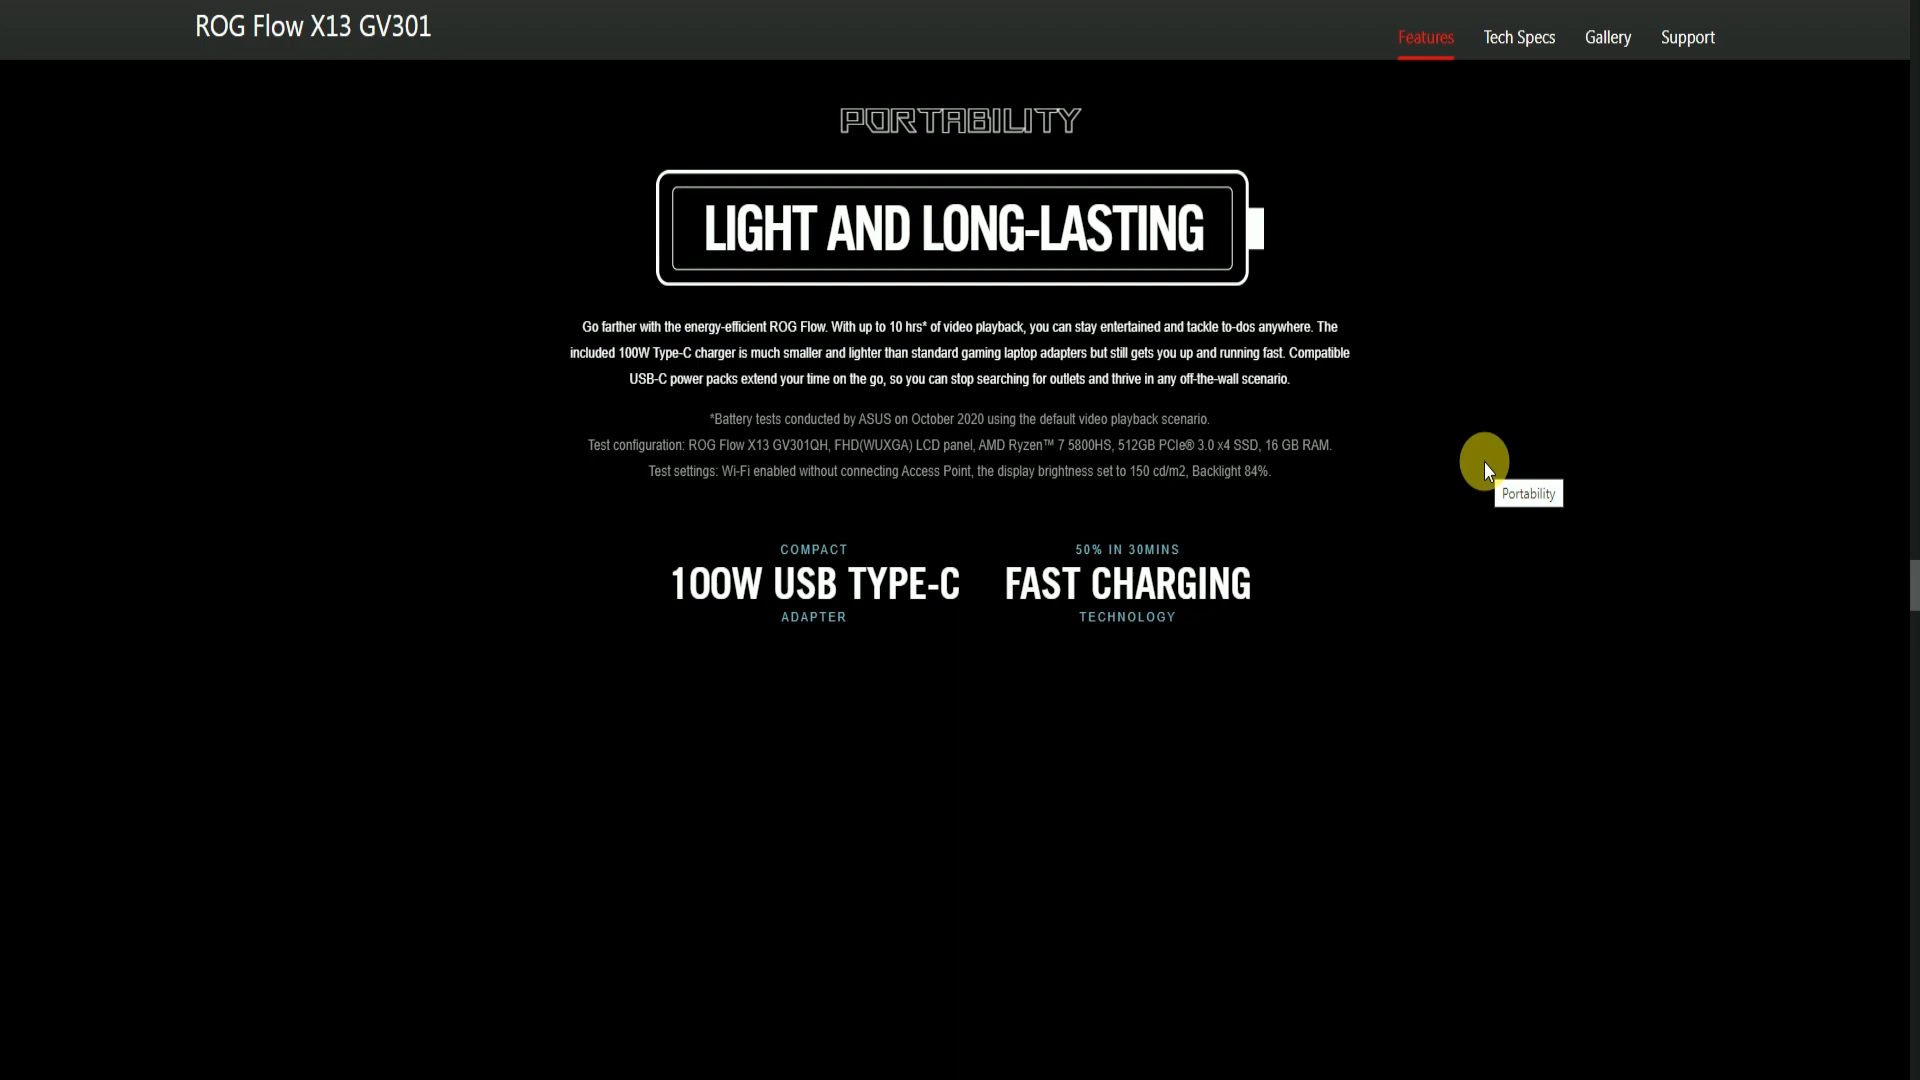 ROG Flow X13 GV301
Features
Tech Specs
Gallery
Support
PORTABILITY
LIGHT AND LONG-LASTING
Go farther with the energy-efficient ROG Flow. With up to 10 hrs* of video playback, you can stay entertained and tackle to-dos anywhere. The
included 100W Type-C charger is much smaller and lighter than standard gaming laptop adapters but still gets you up and running fast. Compatible
USB-C power packs extend your time on the go, so you can stop searching for outlets and thrive in any off-the-wall scenario.
*Battery tests conducted by ASUS on October 2020 using the default video playback scenario.
Test configuration: ROG Flow X13 GV301QH, FHD(WUXGA) LCD panel, AMD Ryzen™ 7 5800HS, 512GB PCIe® 3.0 x4 SSD, 16 GB RAM.
Test settings: Wi-Fi enabled without connecting Access Point, the display brightness set to 150 cd/m2, Backlight 84%.
Portability
COMPACT
100W USB TYPE-C
ADAPTER
50% IN 30MINS
FAST CHARGING
TECHNOLOGY